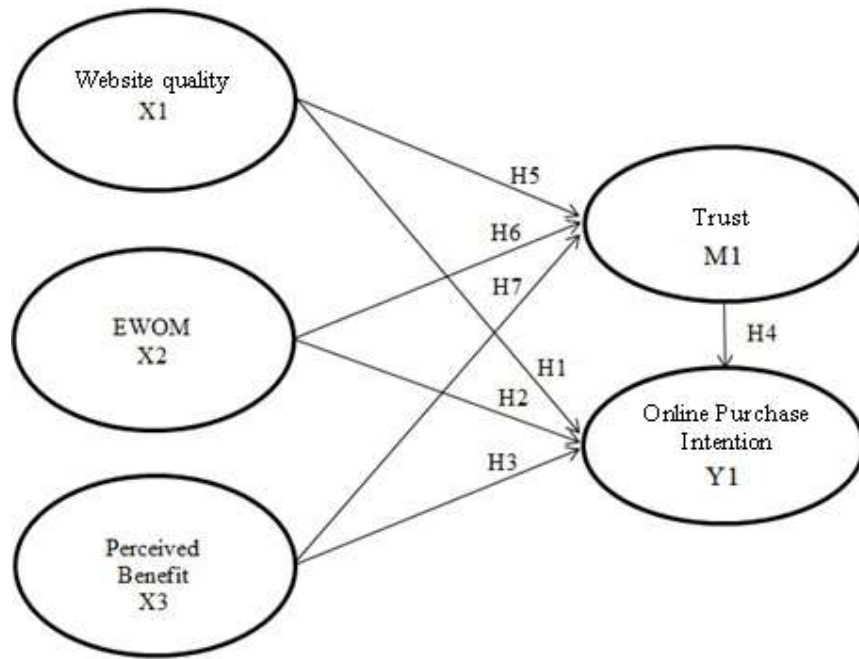 Website quality
X1
H5
Trust
M1
H6
H7
EWOM
X2
H4
H1
H2
Online Purchase
Intention
Y1
H3
Perceived
Benefit
X3